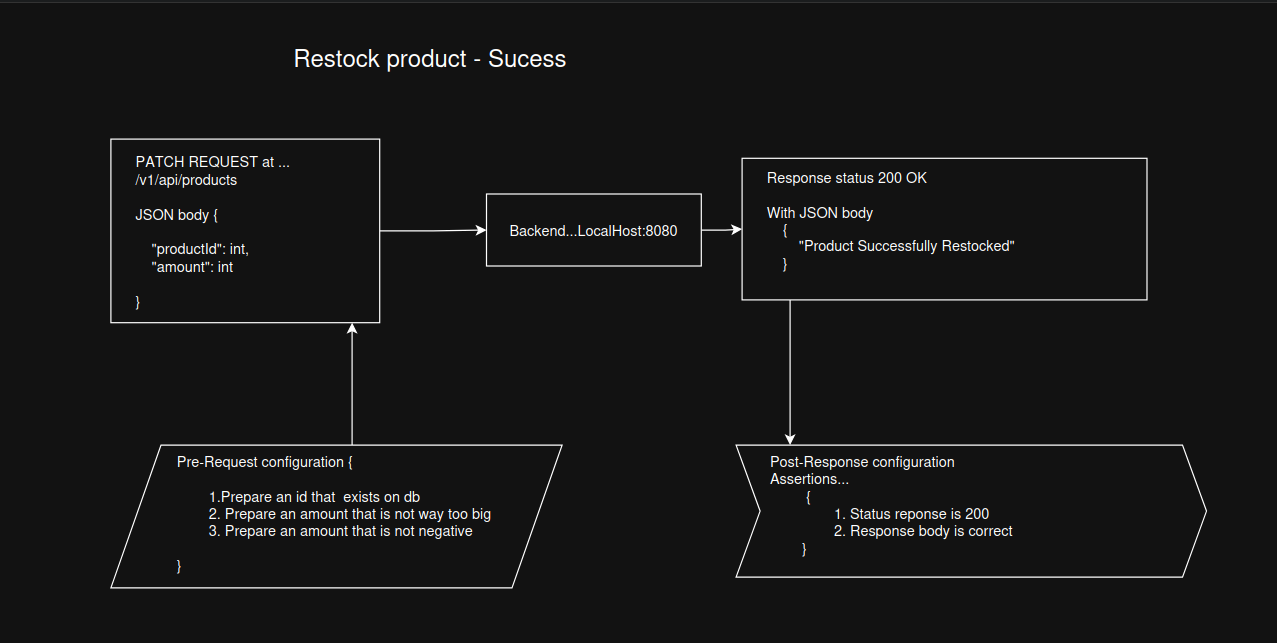 Restock product - Sucess
PATCH REQUEST at ...
/v1/api/products
JSON body {
"productId": int,
"amount": int
}
Backend...LocalHost:8080
Response status 200 OK
With JSON body
{
"Product Successfully Restocked"
}
Pre-Request configuration {
1.Prepare an id that  exists on db
2. Prepare an amount that is not way too big
3. Prepare an amount that is not negative
}
Post-Response configuration
Assertions...
{
1. Status reponse is 200
2. Response body is correct
}